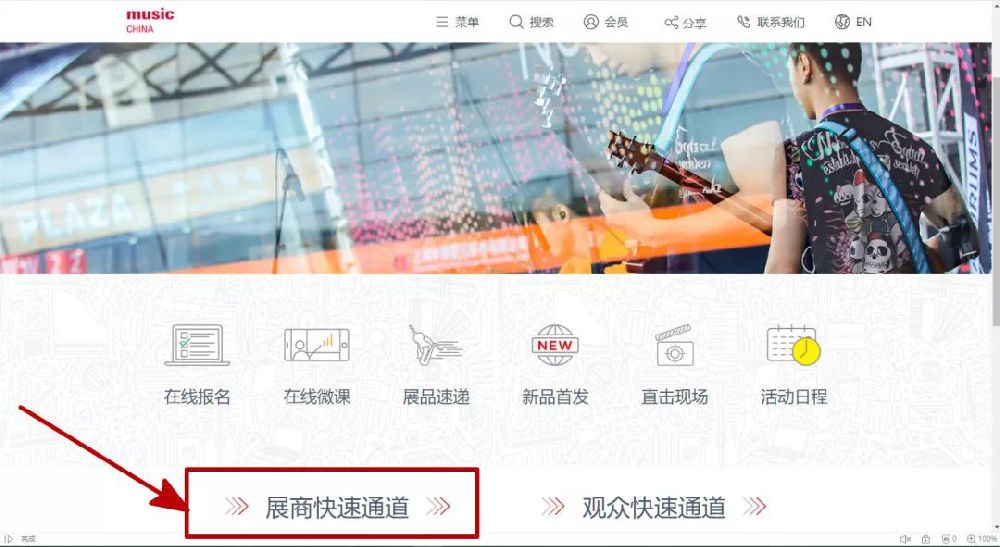 music
CHINA
菜单 搜索 会员 分享 联系我们 EN
PLAZA
DRUMS
NEW
在线报名 在线微课 展品速递 新品首发 直击现场 活动日程
展商快速通道 观众快速通道
完成 0 100%